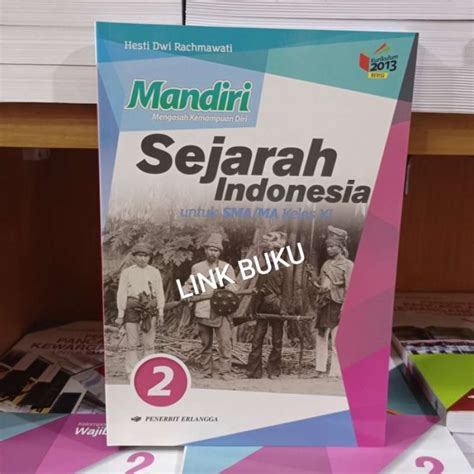 Hesti Dwi Rachmawati
Kurikulum
2013
REVISI
Mandiri
Mengasah Kemampuan Diri
Sejarah
Indonesia
untuk SMA/MA Kelas XI
LINK BUKU
2
PENERBIT ERLANGGA